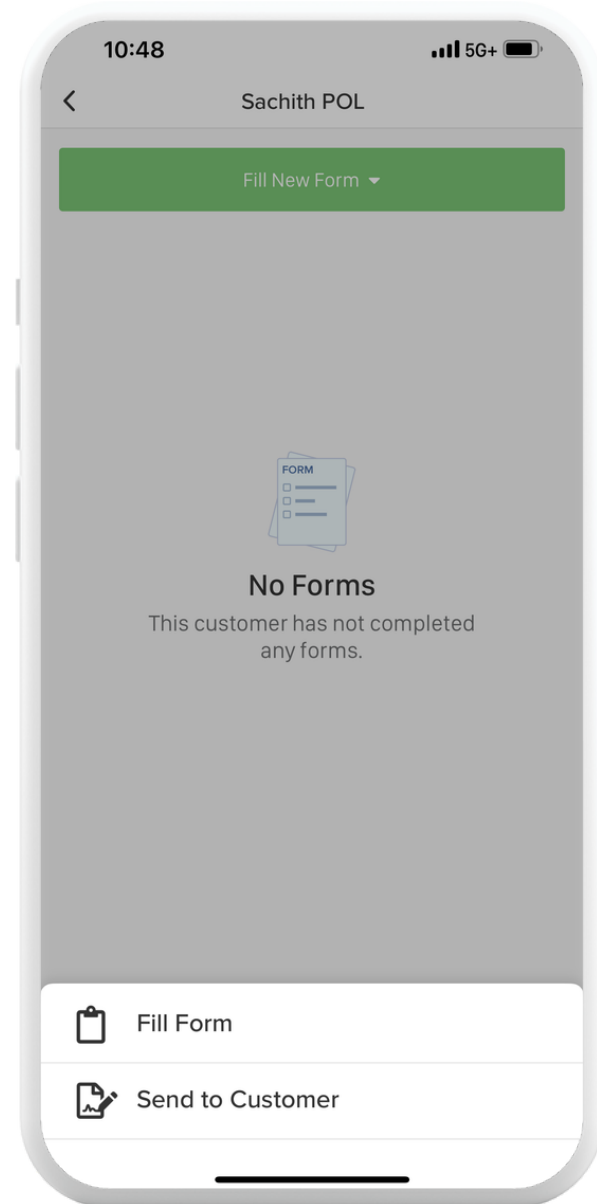 10:48 5G+
Sachith POL
Fill New Form
FORM
No Forms
This customer has not completed
any forms.
Fill Form
Send to Customer